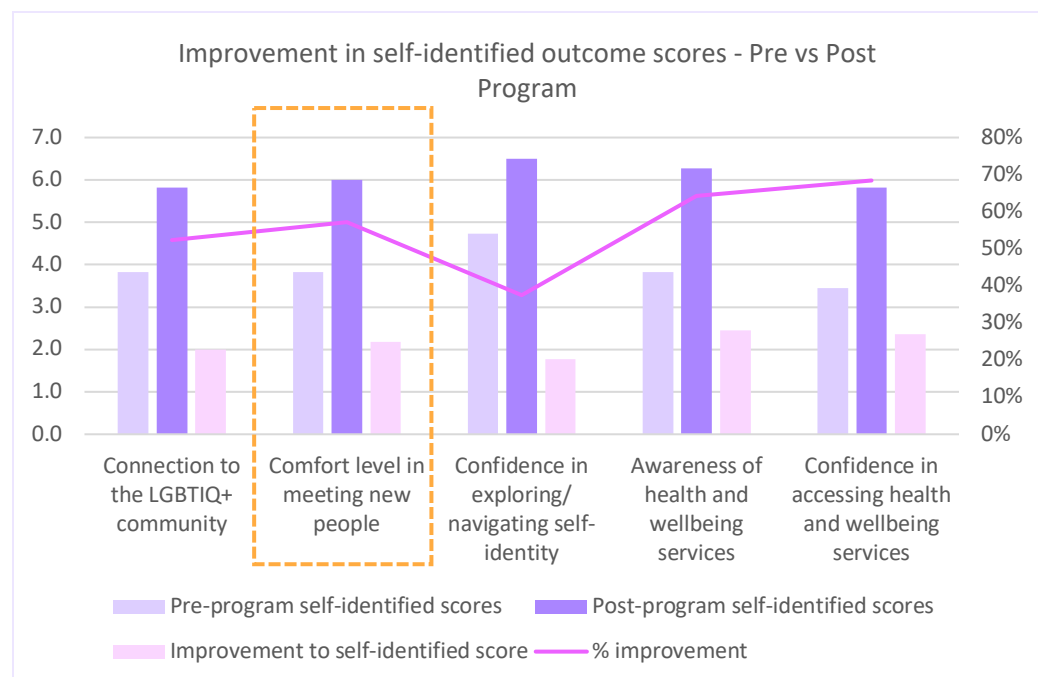 Improvement in self-identified outcome scores - Pre vs Post
Program
7.0
6.0
5.0
4.0
3.0
2.0
1.0
0.0
80%
70%
60%
50%
40%
30%
20%
10%
0%
Connection to
the LGBTIQ+
community
Comfort level in
meeting new
people
Confidence in
exploring/
navigating self-
identity
Awareness of
health and
wellbeing
services
Confidence in
accessing health
and wellbeing
services
Pre-program self-identified scores
Post-program self-identified scores
Improvement to self-identified score
% improvement